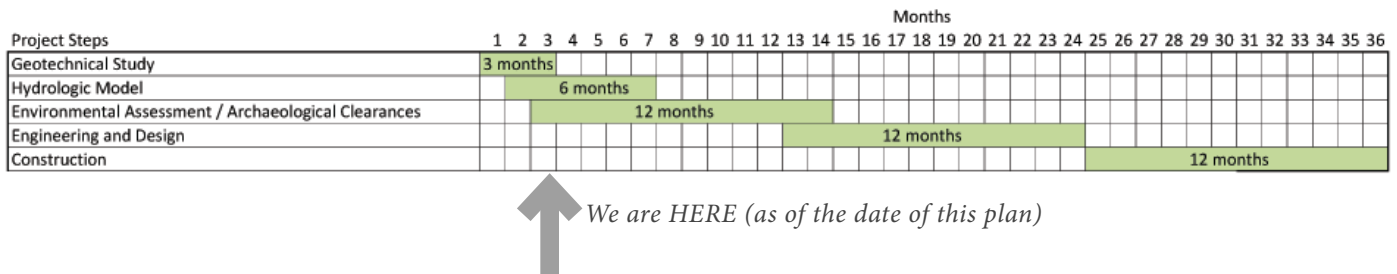 Months
Project Steps 1 2 3 4 5 6 7 8 9 10 11 12 13 14 15 16 17 18 19 20 21 22 23 24 25 26 27 28 29 30 31 32 33 34 35 36
Geotechnical Study 3 months
Hydrologic Model 6 months
Environmental Assessment / Archaeological Clearances 12 months
Engineering and Design 12 months
Construction 12 months
We are HERE (as of the date of this plan)